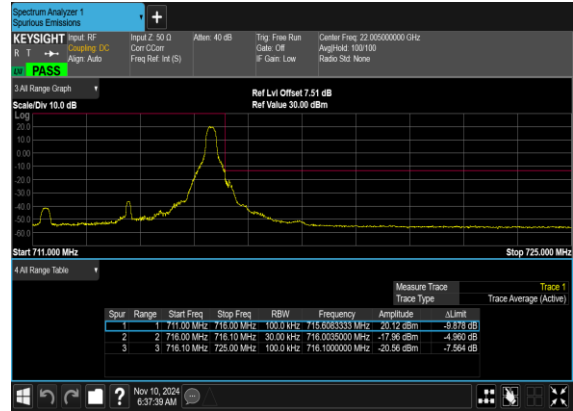 Spectrum Analyzer 1
Spurious Emissions
KEYSIGHT Input: RF Input Z: 50 Ω Atten: 40 dB Trig: Free Run Center Freq: 22.005000000 GHz
R T Coupling: DC Corr CCorr Gate: Off Avg|Hold: 100/100
Align: Auto Freq Ref: Int (S) IF Gain: Low Radio Std: None
PASS
3 All Range Graph
Ref Lvl Offset 7.51 dB
Scale/Div 10.0 dB Ref Value 30.00 dBm
Log
20.0
10.0
0.00
-10.0
-20.0
-30.0
-40.0
-50.0
-60.0
Start 711.000 MHz Stop 725.000 MHz
4 All Range Table
Measure Trace Trace 1
Trace Type Trace Average (Active)
Spur Range Start Freq Stop Freq RBW Frequency Amplitude ΔLimit
1 1 711.00 MHz 716.00 MHz 100.0 kHz 715.6083333 MHz 20.12 dBm -9.878 dB
2 2 716.00 MHz 716.10 MHz 30.00 kHz 716.0035000 MHz -17.96 dBm -4.960 dB
3 3 716.10 MHz 725.00 MHz 100.0 kHz 716.1000000 MHz -20.56 dBm -7.564 dB
? Nov 10, 2024
6:37:39 AM